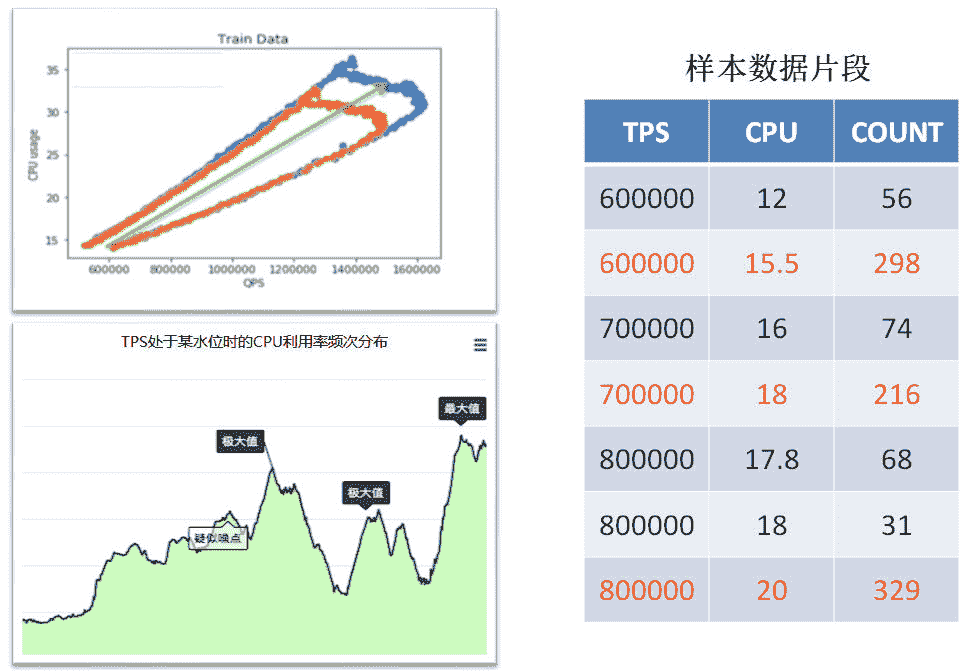 Train Data
35
30
25
20
15
CPU usage
600000 800000 1000000 1200000 1400000 1600000
QPS
TPS处于某水位时的CPU利用率频次分布
最大值
极大值
极大值
疑似噪点
样本数据片段
TPS CPU COUNT
600000 12 56
600000 15.5 298
700000 16 74
700000 18 216
800000 17.8 68
800000 18 31
800000 20 329